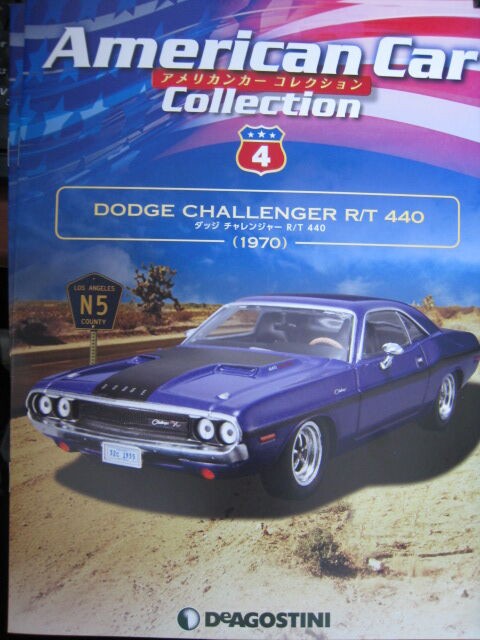 American Car
アメリカンカー コレクション
Collection
4
DODGE CHALLENGER R/T 440
ダッジ チャレンジャー R/T 440
(1970)
LOS ANGELES
N5
COUNTY
DODGE
DEAGOSTINI